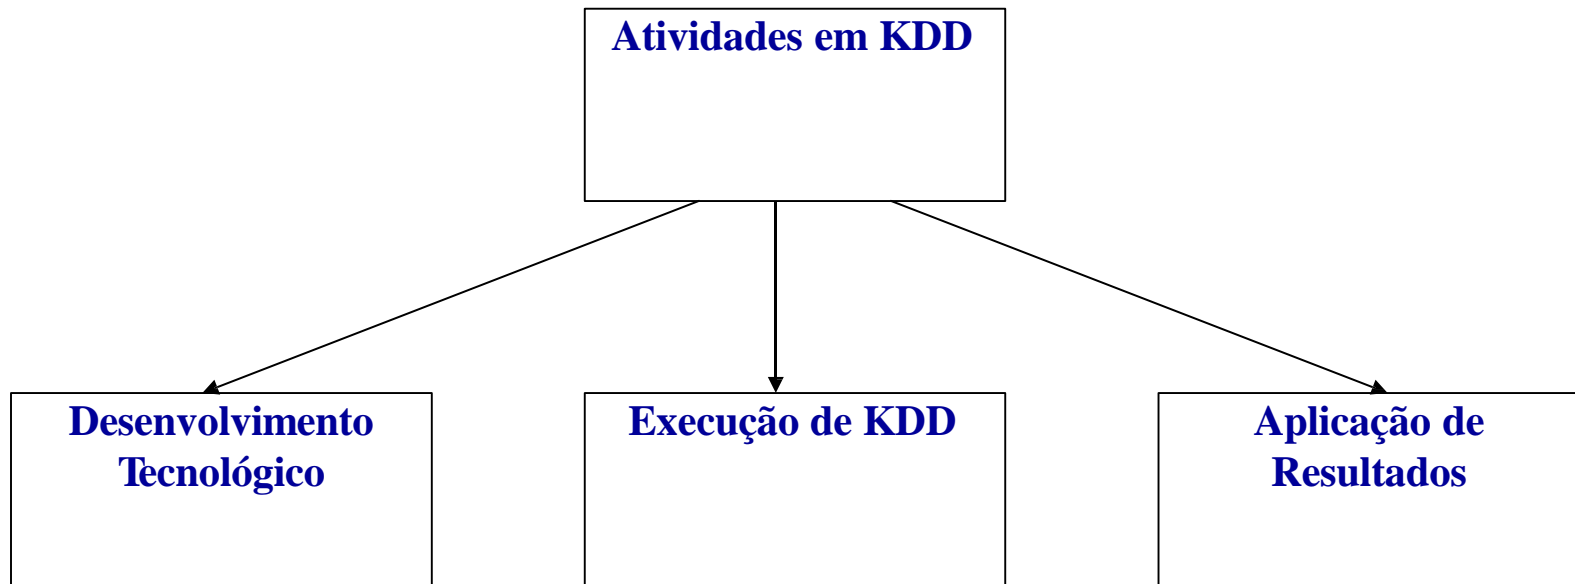 Atividades em KDD
Desenvolvimento
Tecnológico
Execução de KDD
Aplicação de
Resultados